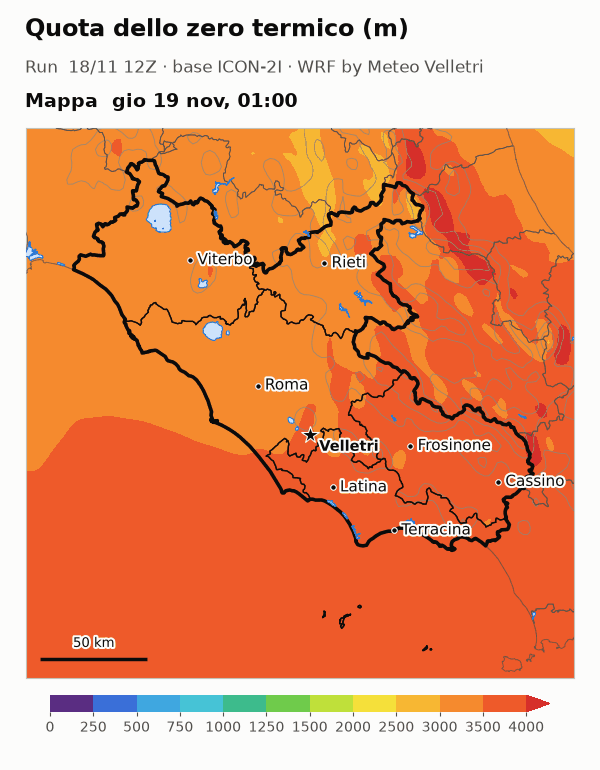 Quota dello zero termico (m)
Run  18/11 12Z · base ICON-2I · WRF by Meteo Velletri
Mappa  gio 19 nov, 01:00
Viterbo
Rieti
Roma
Velletri
Frosinone
Latina
Cassino
Terracina
50 km
0 250 500 750 1000 1250 1500 2000 2500 3000 3500 4000